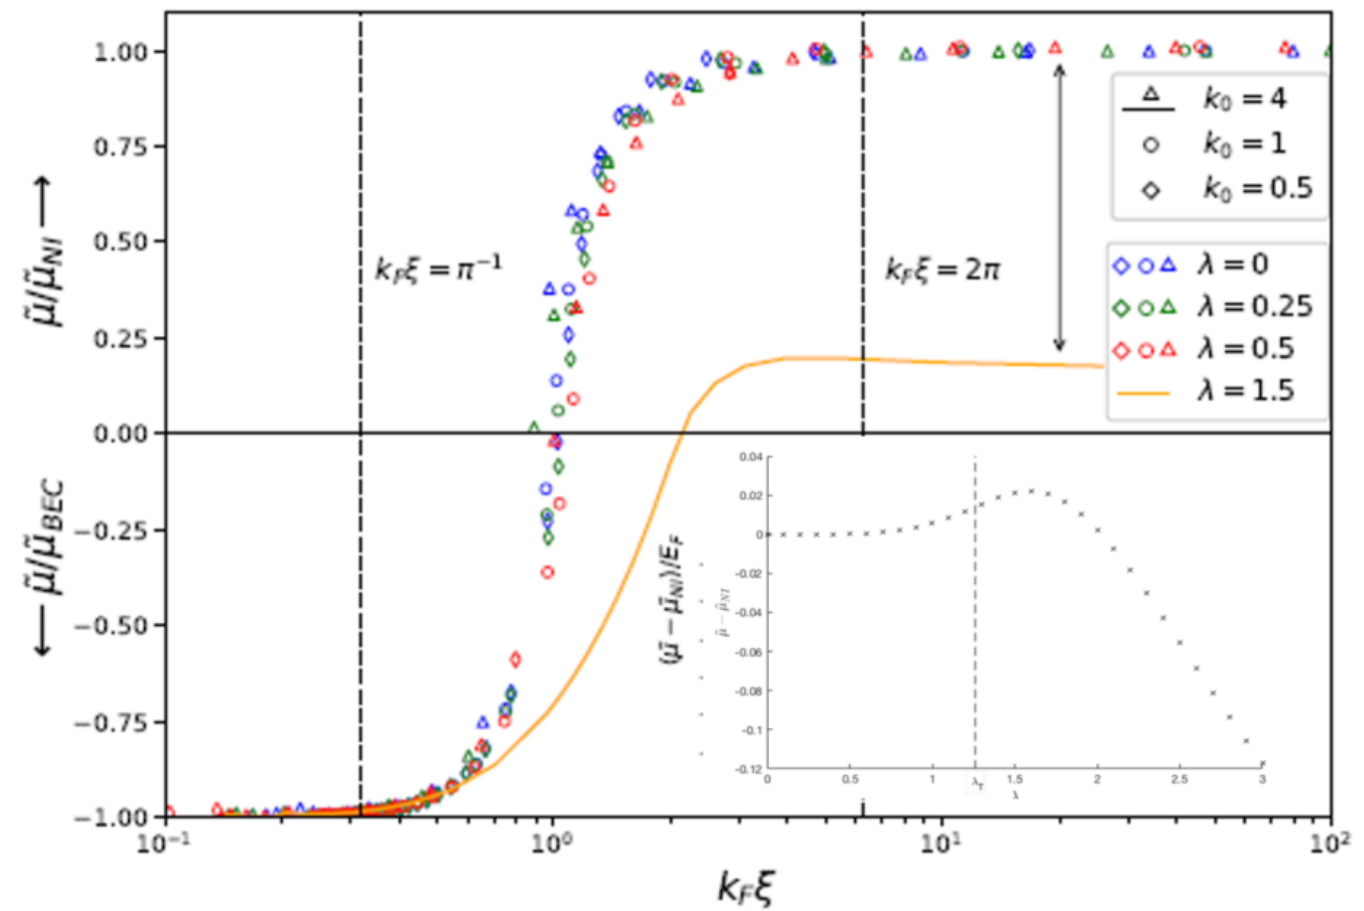 1.00
0.75
0.50
0.25
0.00
−0.25
−0.50
−0.75
−1.00
← μ̃/μ̃_BEC   μ̃/μ̃_NI →
k_Fξ = π⁻¹
k_Fξ = 2π
k₀ = 4
k₀ = 1
k₀ = 0.5
λ = 0
λ = 0.25
λ = 0.5
λ = 1.5
0.04
0.02
0
-0.02
-0.04
-0.06
-0.08
-0.1
-0.12
(μ̃ − μ̃_NI)/E_F
μ̃ − μ̃_NI
0 0.5 1 λ_T 1.5 2 2.5 3
λ
10⁻¹ 10⁰ 10¹ 10²
k_Fξ